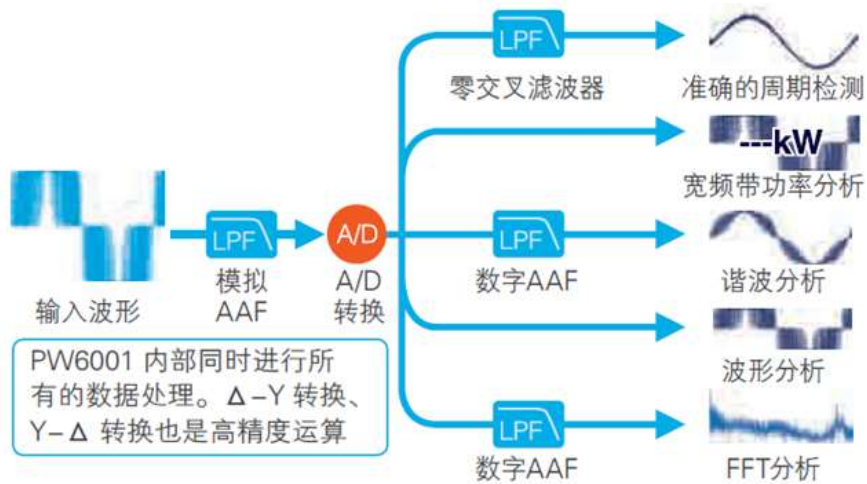 LPF
零交叉滤波器
准确的周期检测
---kW
宽频带功率分析
LPF
A/D
LPF
输入波形
模拟
AAF
A/D
转换
数字AAF
谐波分析
波形分析
PW6001 内部同时进行所
有的数据处理。Δ–Y 转换、
Y–Δ 转换也是高精度运算
LPF
数字AAF
FFT分析